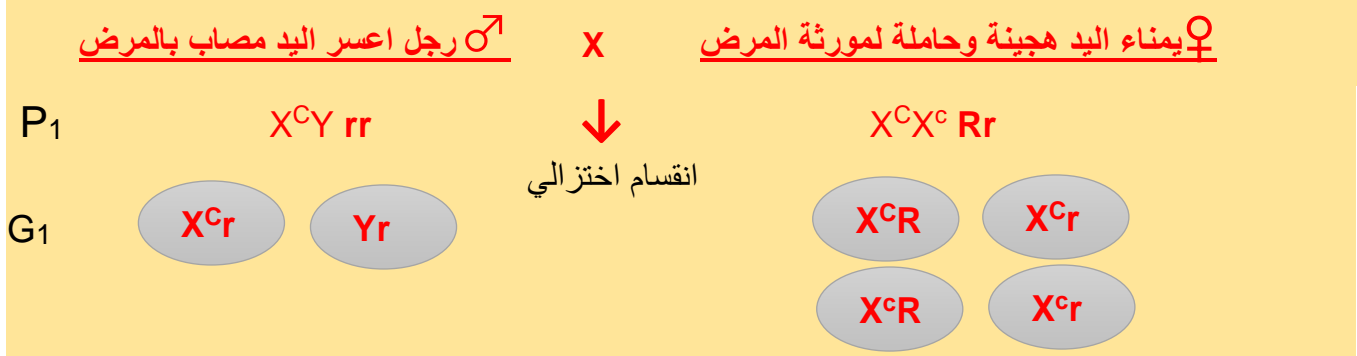 ♀يمناء اليد هجينة وحاملة لمورثة المرض X ♂رجل اعسر اليد مصاب بالمرض
P₁ XᶜY rr ↓ XᶜXᶜ Rr
انقسام اختزالي
G₁ Xᶜr Yr XᶜR Xᶜr
XᶜR Xᶜr